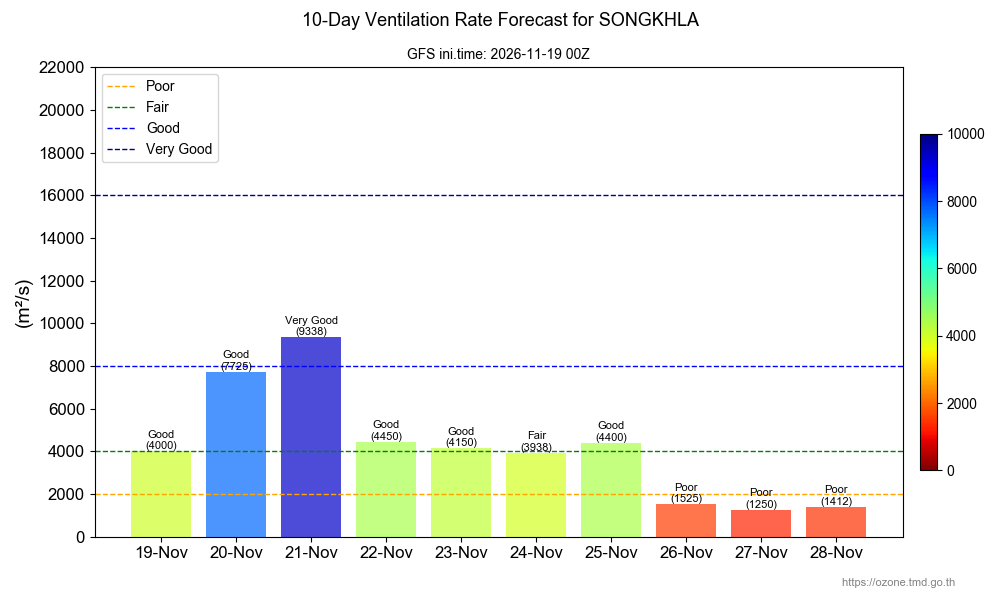 10-Day Ventilation Rate Forecast for SONGKHLA
GFS ini.time: 2026-11-19 00Z
(m²/s)
22000
20000
18000
16000
14000
12000
10000
8000
6000
4000
2000
0
Poor
Fair
Good
Very Good
Good
(4000)
Good
(7725)
Very Good
(9338)
Good
(4450)
Good
(4150)
Fair
(3938)
Good
(4400)
Poor
(1525)
Poor
(1250)
Poor
(1412)
19-Nov
20-Nov
21-Nov
22-Nov
23-Nov
24-Nov
25-Nov
26-Nov
27-Nov
28-Nov
10000
8000
6000
4000
2000
0
https://ozone.tmd.go.th